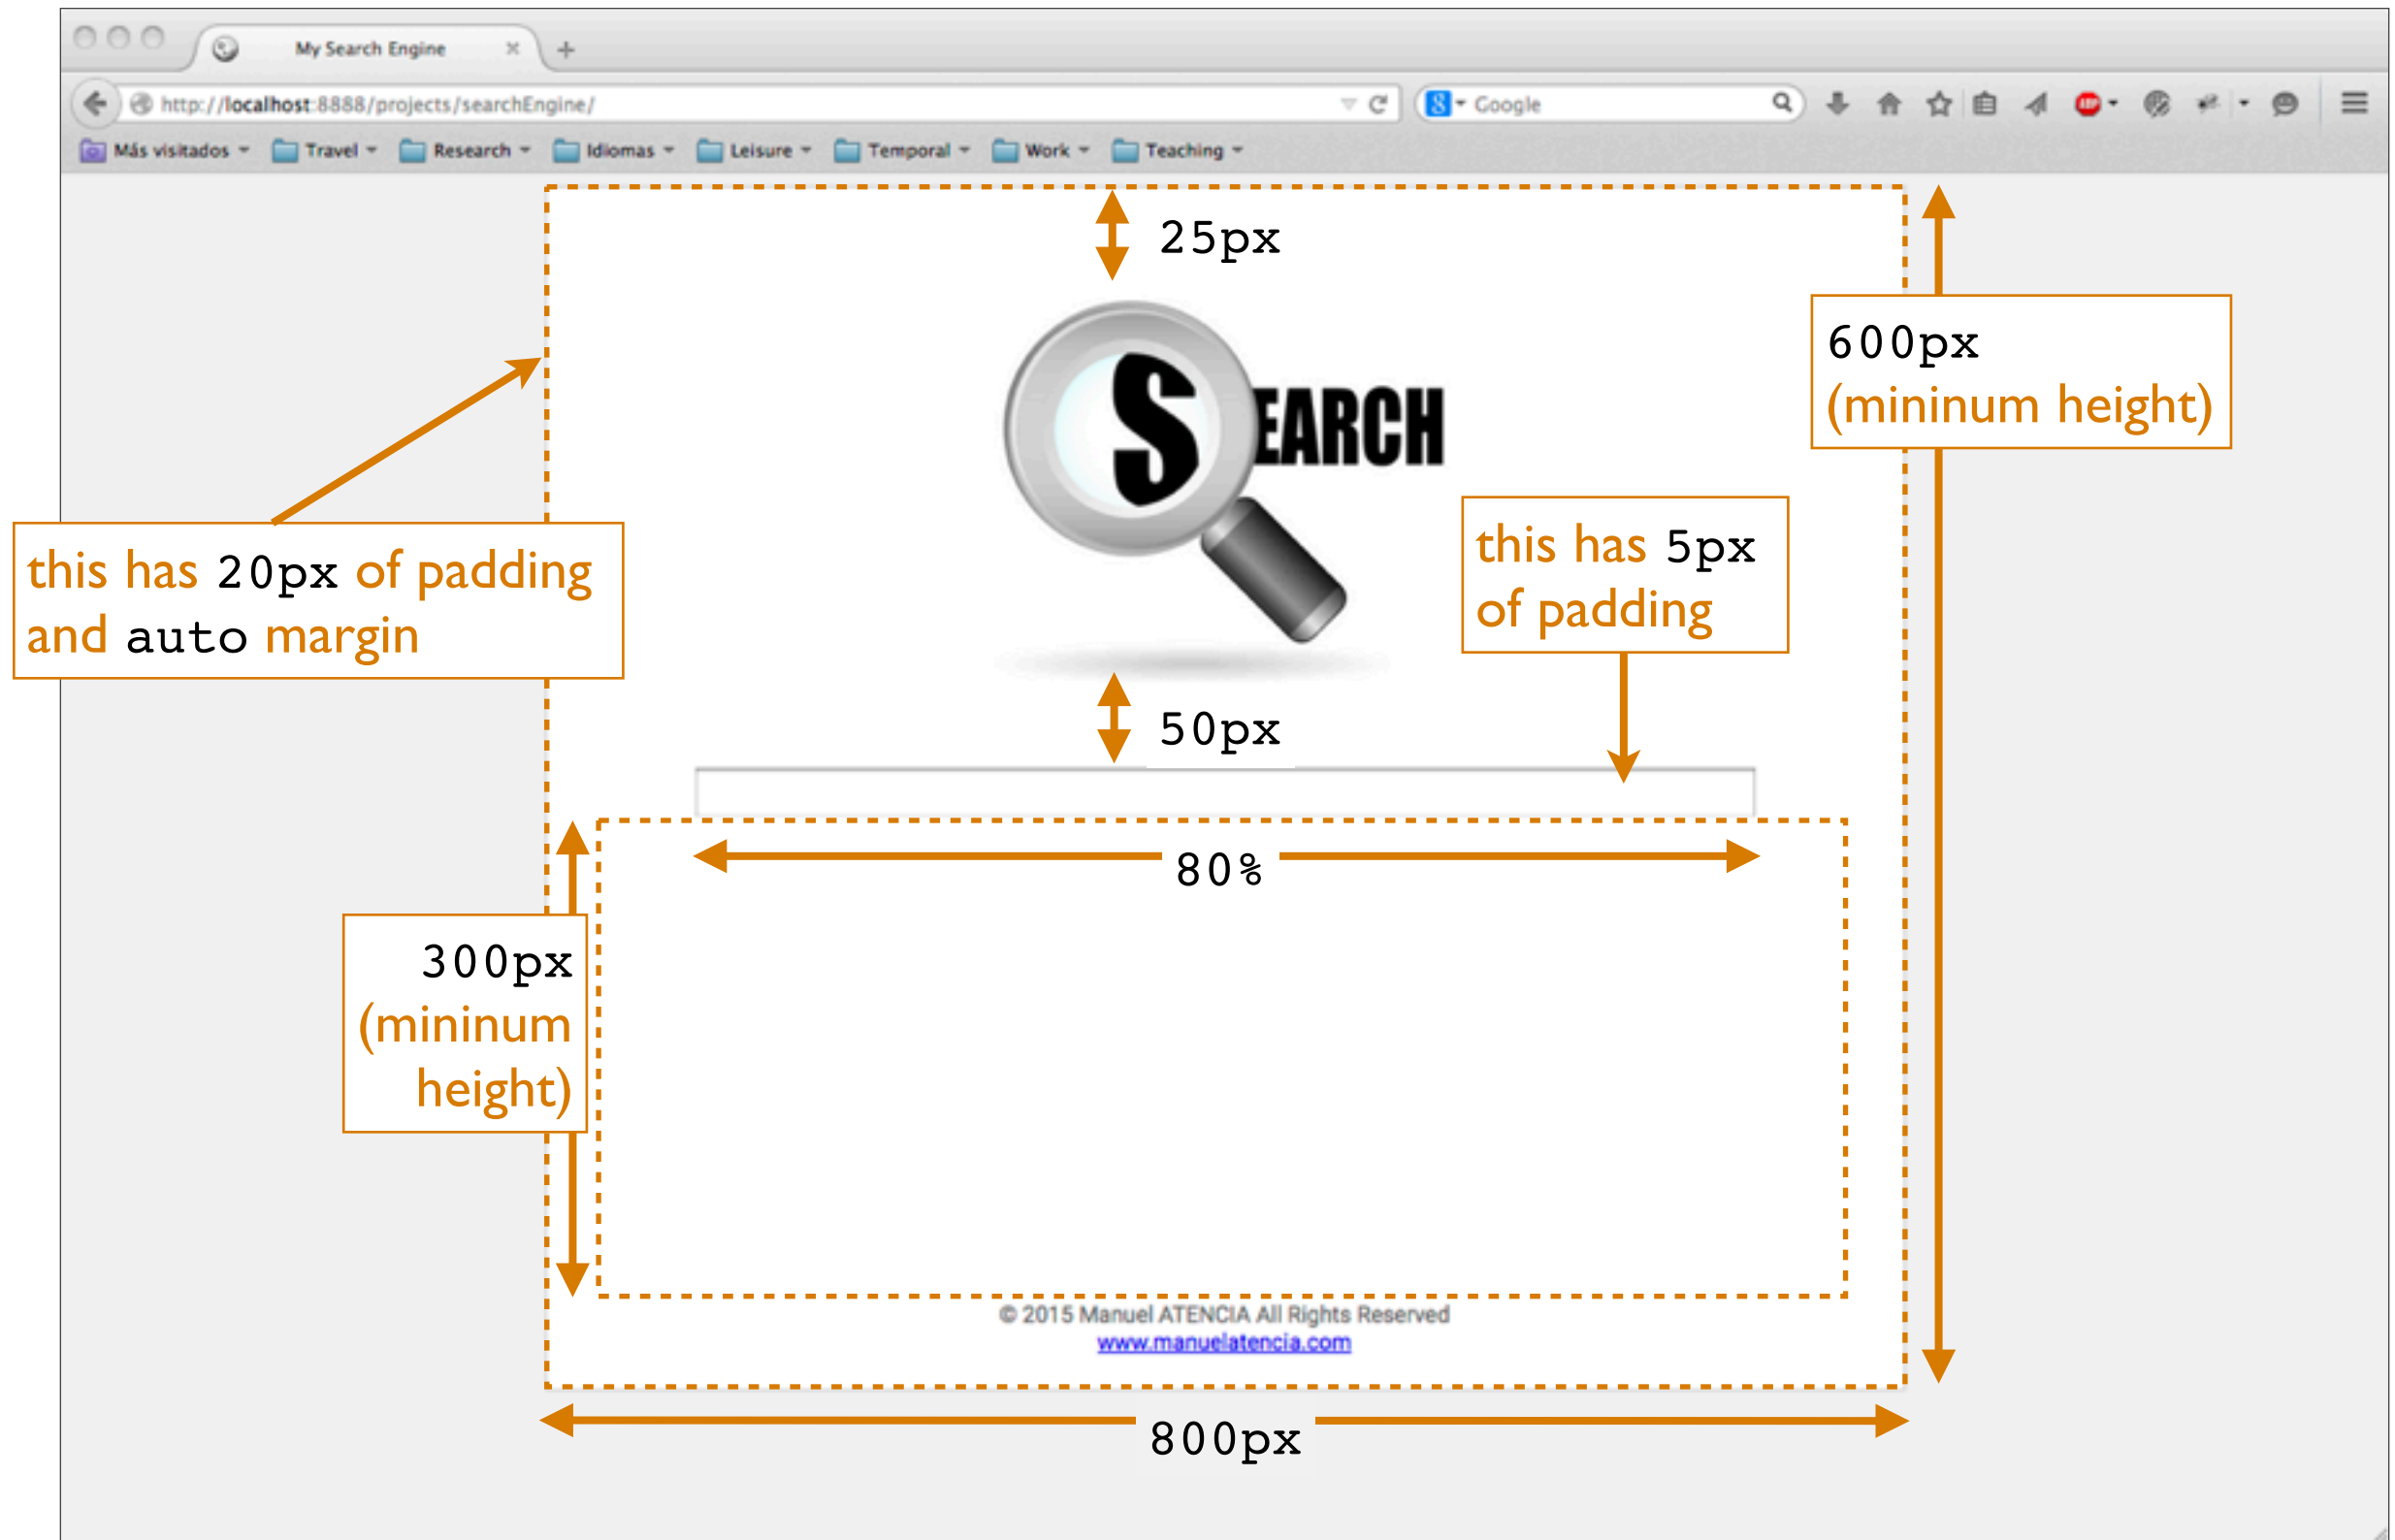 My Search Engine
http://localhost:8888/projects/searchEngine/
Google
Más visitados Travel Research Idiomas Leisure Temporal Work Teaching
25px
SEARCH
600px
(mininum height)
this has 20px of padding
and auto margin
this has 5px
of padding
50px
80%
300px
(mininum
height)
© 2015 Manuel ATENCIA All Rights Reserved
www.manuelatencia.com
800px